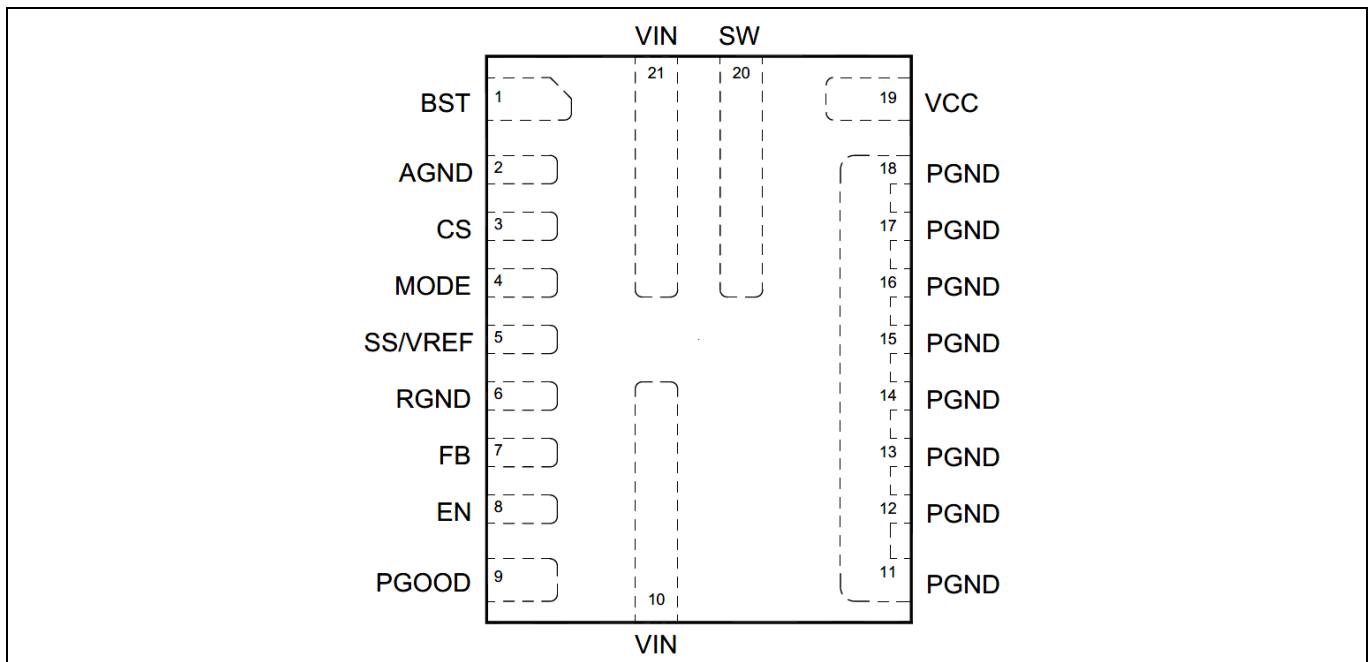 VIN SW
21 20
BST 1 19 VCC
AGND 2 18 PGND
CS 3 17 PGND
MODE 4 16 PGND
SS/VREF 5 15 PGND
RGND 6 14 PGND
FB 7 13 PGND
EN 8 12 PGND
PGOOD 9 11 PGND
10
VIN